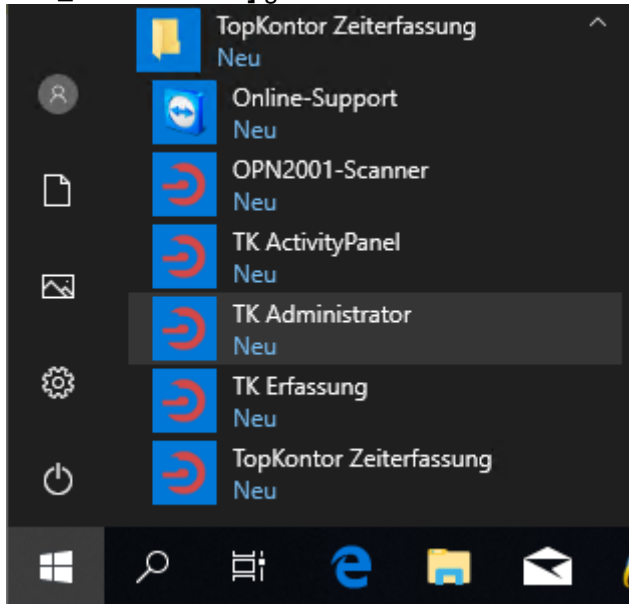 TopKontor Zeiterfassung
Neu
Online-Support
Neu
OPN2001-Scanner
Neu
TK ActivityPanel
Neu
TK Administrator
Neu
TK Erfassung
Neu
TopKontor Zeiterfassung
Neu